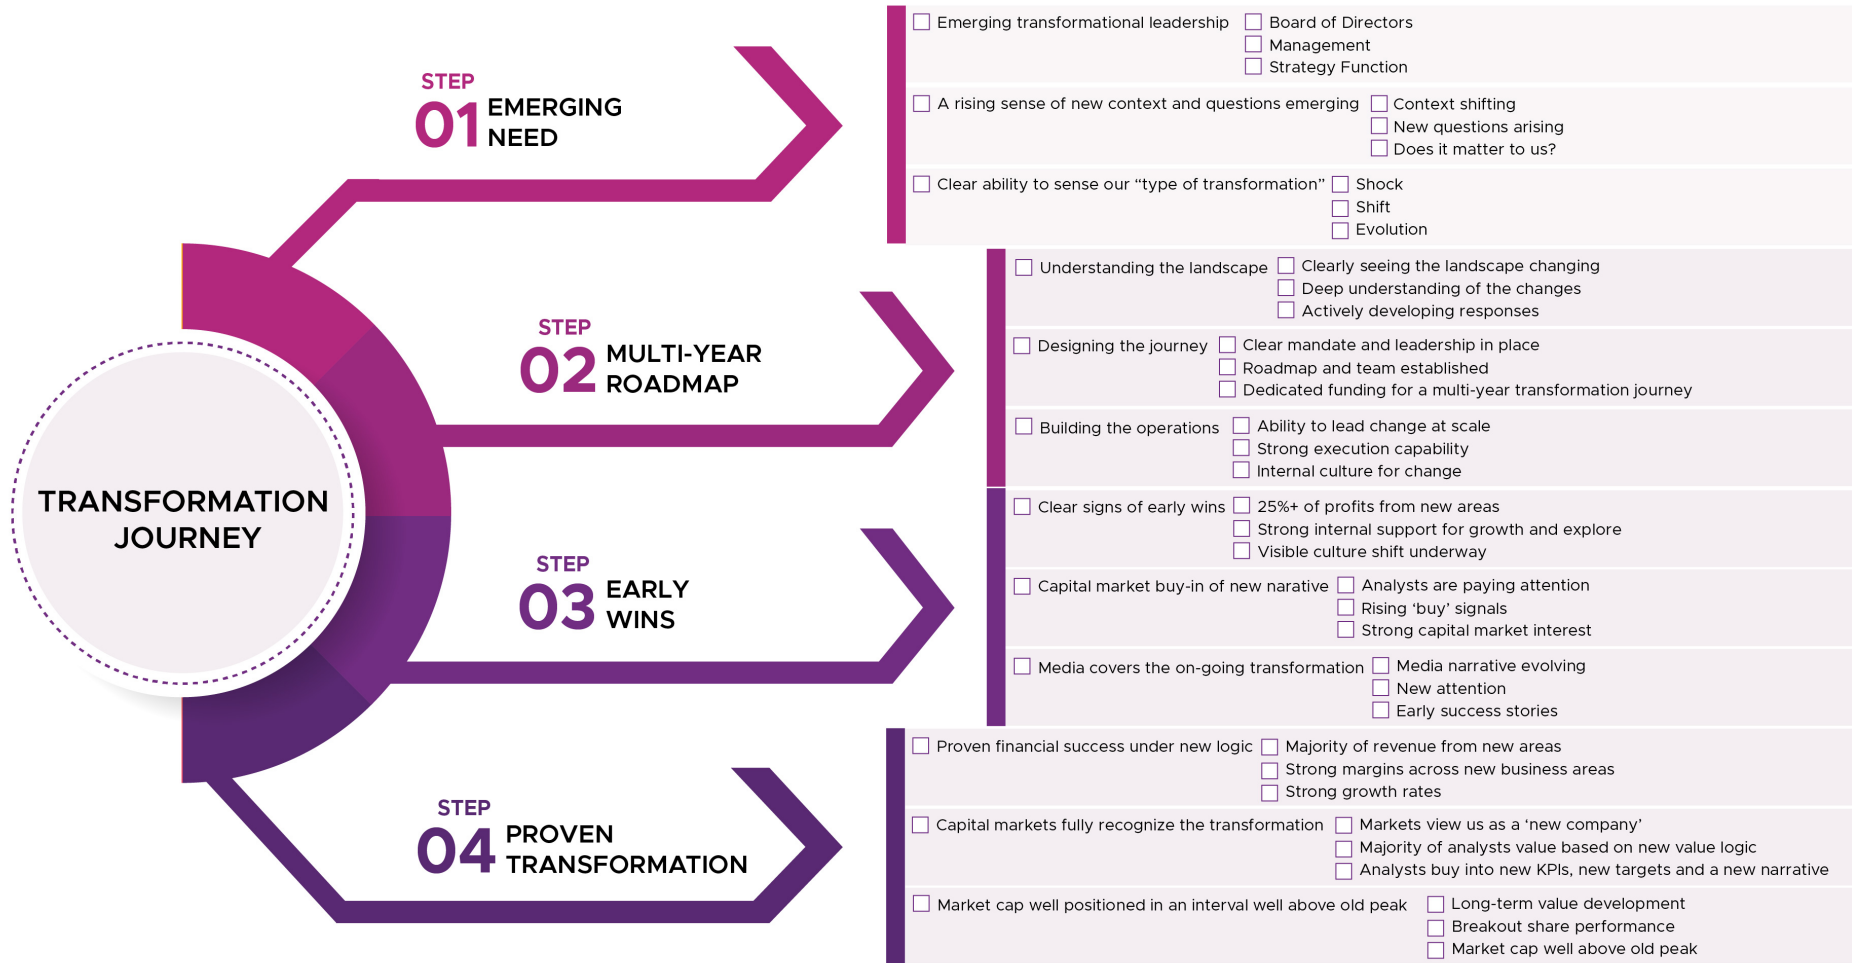 TRANSFORMATION
JOURNEY
STEP
01 EMERGING
NEED
☐ Emerging transformational leadership ☐ Board of Directors
☐ Management
☐ Strategy Function
☐ A rising sense of new context and questions emerging ☐ Context shifting
☐ New questions arising
☐ Does it matter to us?
☐ Clear ability to sense our “type of transformation” ☐ Shock
☐ Shift
☐ Evolution
STEP
02 MULTI-YEAR
ROADMAP
☐ Understanding the landscape ☐ Clearly seeing the landscape changing
☐ Deep understanding of the changes
☐ Actively developing responses
☐ Designing the journey ☐ Clear mandate and leadership in place
☐ Roadmap and team established
☐ Dedicated funding for a multi-year transformation journey
☐ Building the operations ☐ Ability to lead change at scale
☐ Strong execution capability
☐ Internal culture for change
STEP
03 EARLY
WINS
☐ Clear signs of early wins ☐ 25%+ of profits from new areas
☐ Strong internal support for growth and explore
☐ Visible culture shift underway
☐ Capital market buy-in of new narative ☐ Analysts are paying attention
☐ Rising ‘buy’ signals
☐ Strong capital market interest
☐ Media covers the on-going transformation ☐ Media narrative evolving
☐ New attention
☐ Early success stories
STEP
04 PROVEN
TRANSFORMATION
☐ Proven financial success under new logic ☐ Majority of revenue from new areas
☐ Strong margins across new business areas
☐ Strong growth rates
☐ Capital markets fully recognize the transformation ☐ Markets view us as a ‘new company’
☐ Majority of analysts value based on new value logic
☐ Analysts buy into new KPIs, new targets and a new narrative
☐ Market cap well positioned in an interval well above old peak ☐ Long-term value development
☐ Breakout share performance
☐ Market cap well above old peak